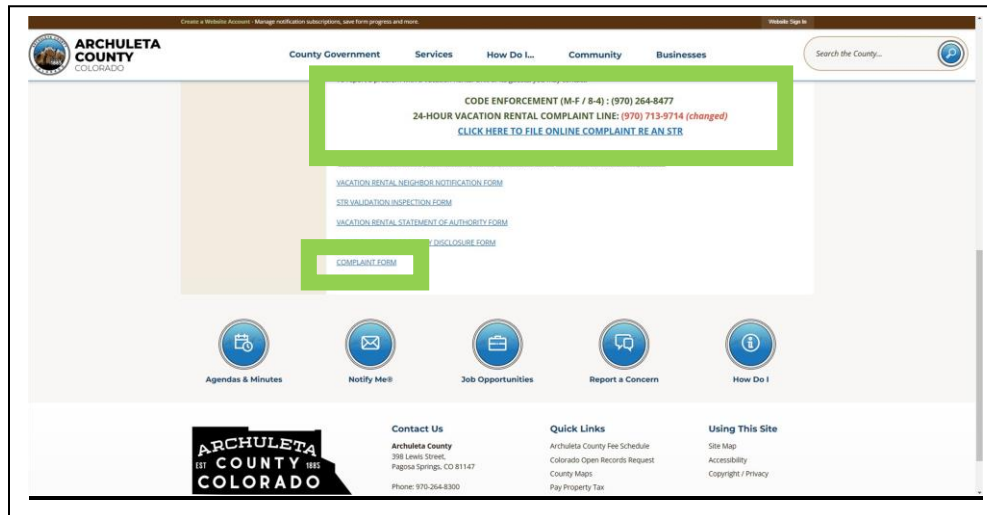 Create a Website Account - Manage notification subscriptions, save form progress and more.
Website Sign In
ARCHULETA
COUNTY
COLORADO
County Government
Services
How Do I...
Community
Businesses
Search the County...
CODE ENFORCEMENT (M-F / 8-4) : (970) 264-8477
24-HOUR VACATION RENTAL COMPLAINT LINE: (970) 713-9714 (changed)
CLICK HERE TO FILE ONLINE COMPLAINT RE AN STR
VACATION RENTAL NEIGHBOR NOTIFICATION FORM
STR VALIDATION INSPECTION FORM
VACATION RENTAL STATEMENT OF AUTHORITY FORM
DISCLOSURE FORM
COMPLAINT FORM
Agendas & Minutes
Notify Me®
Job Opportunities
Report a Concern
How Do I
ARCHULETA
EST COUNTY 1885
COLORADO
Contact Us
Archuleta County
398 Lewis Street,
Pagosa Springs, CO 81147
Phone: 970-264-8300
Quick Links
Archuleta County Fee Schedule
Colorado Open Records Request
County Maps
Pay Property Tax
Using This Site
Site Map
Accessibility
Copyright / Privacy